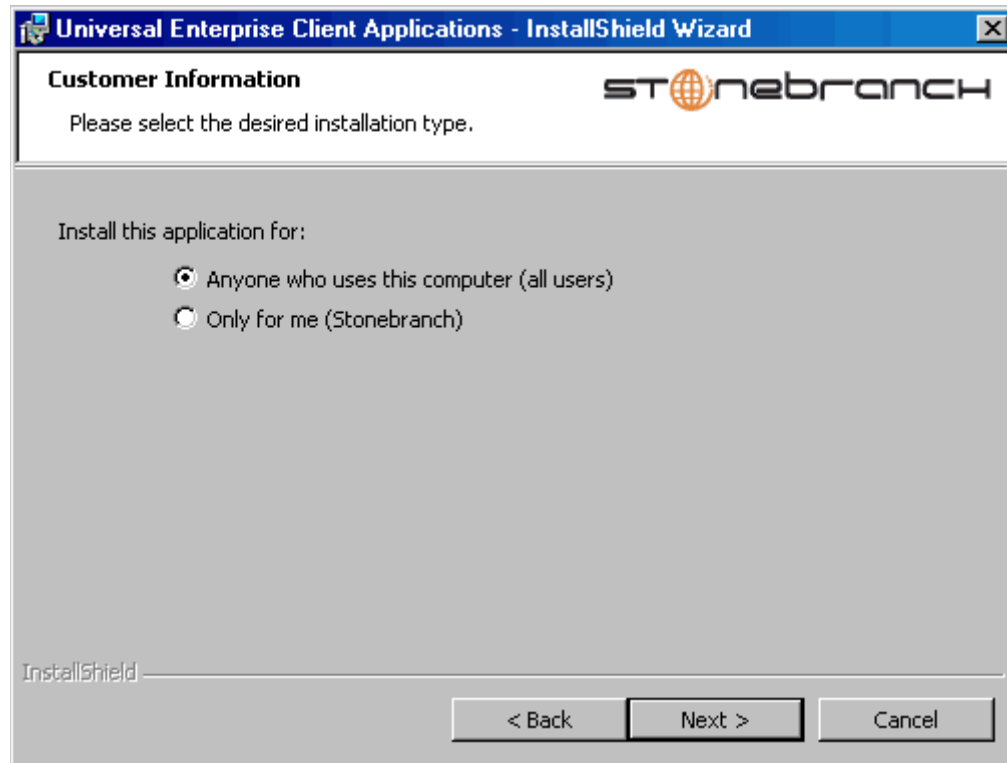 Universal Enterprise Client Applications - InstallShield Wizard
Customer Information
STONEBRANCH
Please select the desired installation type.
Install this application for:
Anyone who uses this computer (all users)
Only for me (Stonebranch)
InstallShield
< Back
Next >
Cancel